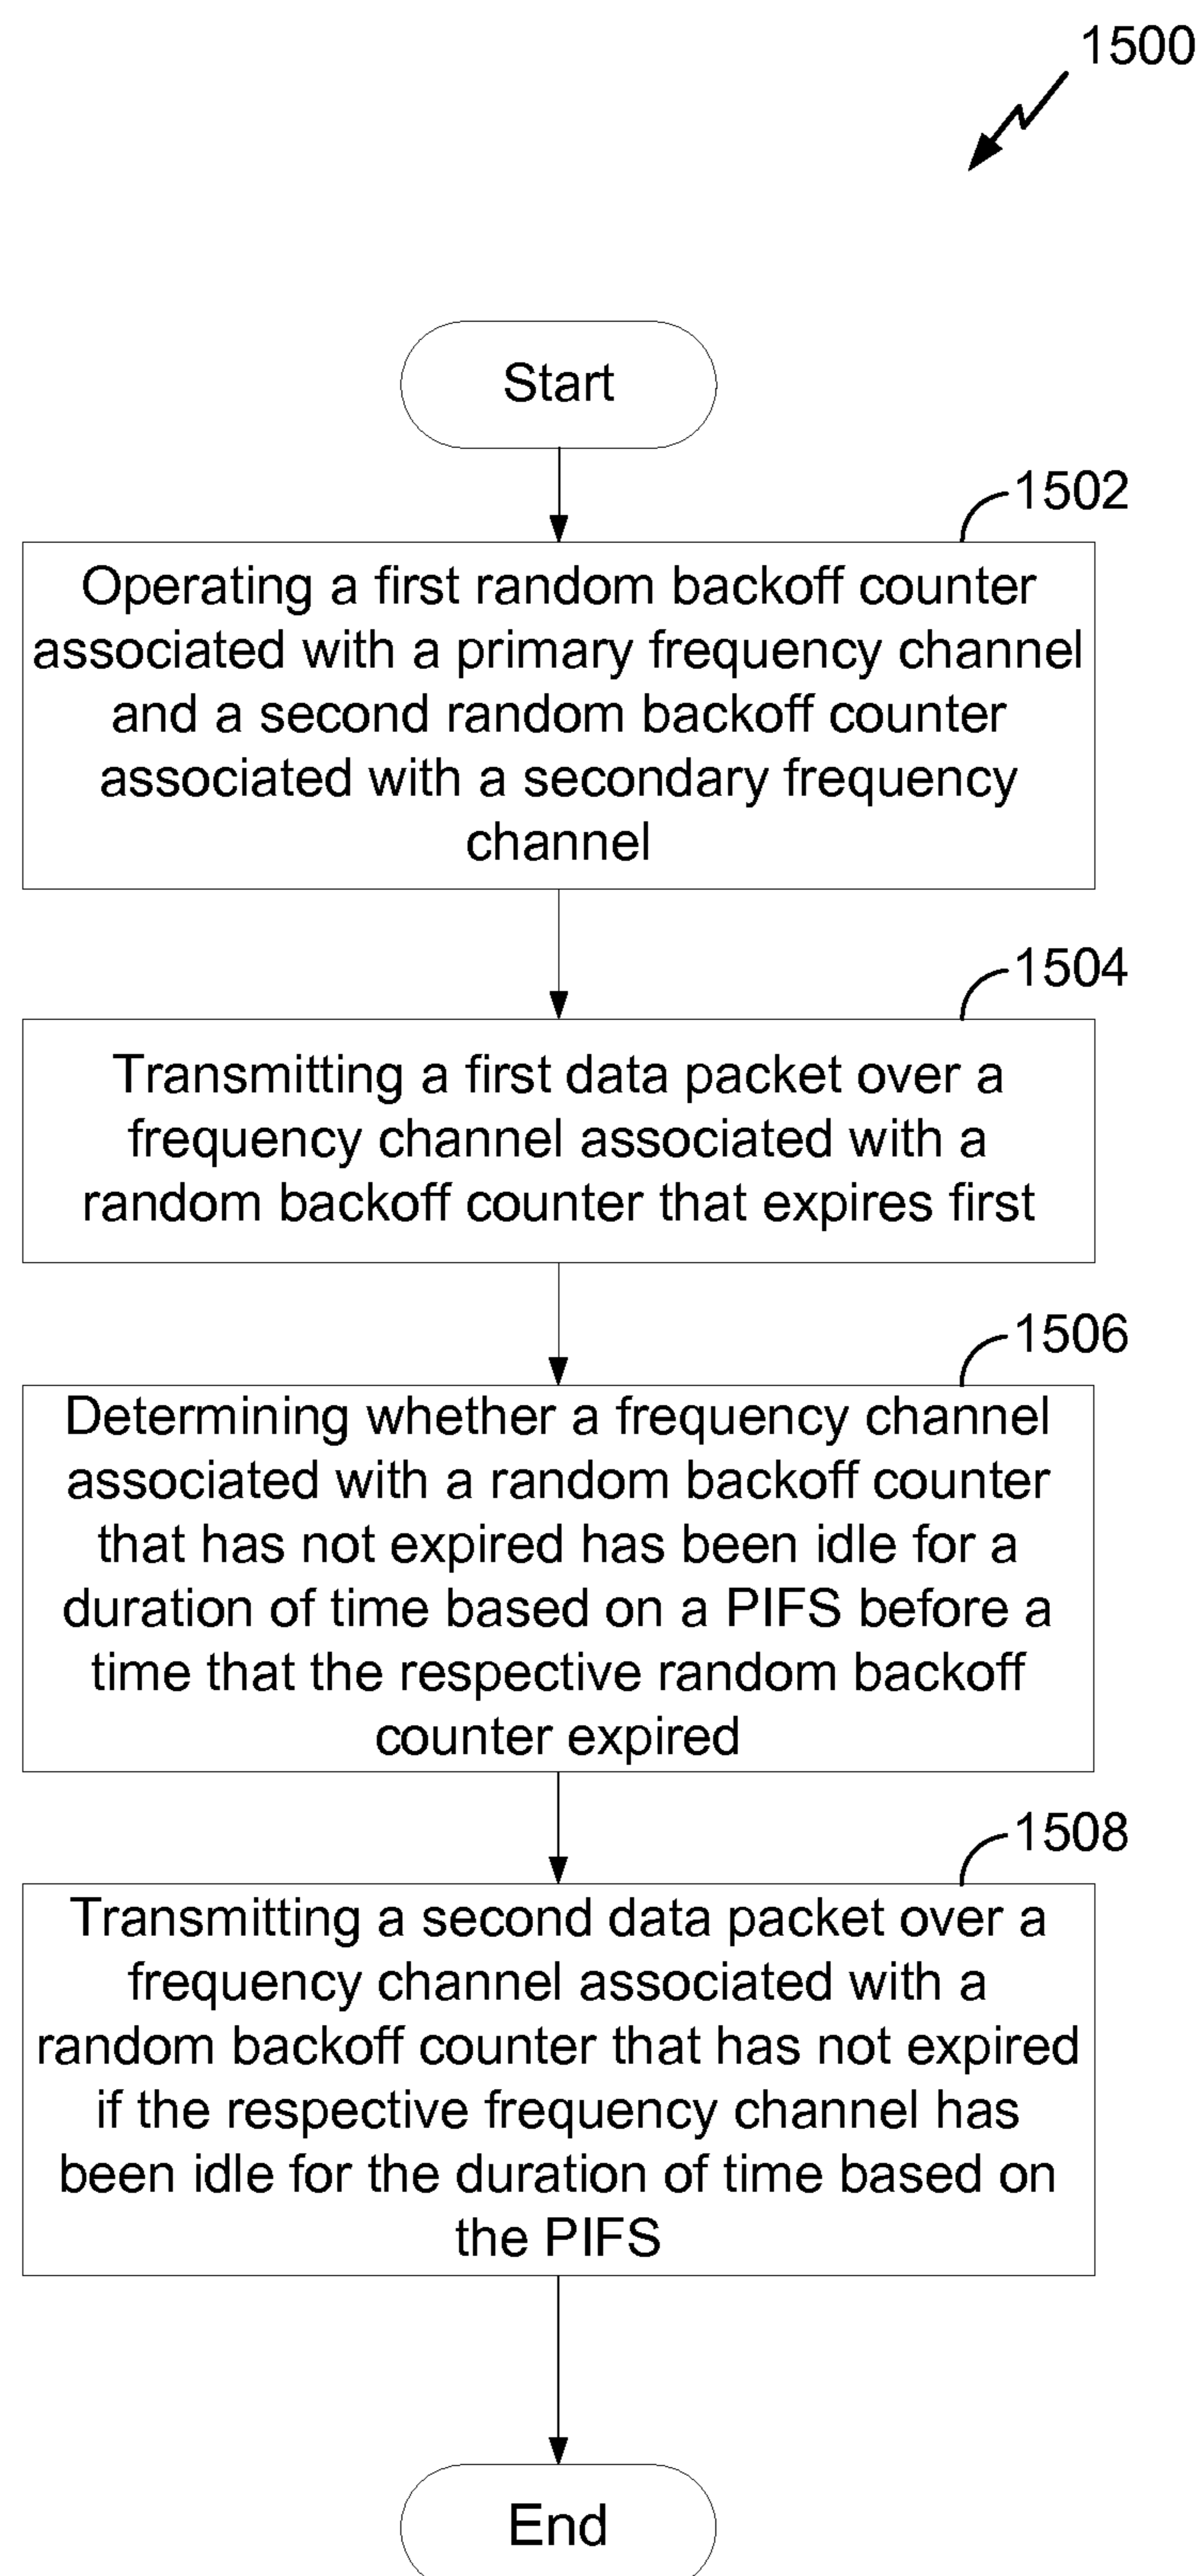 1500
Start
1502
Operating a first random backoff counter
associated with a primary frequency channel
and a second random backoff counter
associated with a secondary frequency
channel
1504
Transmitting a first data packet over a
frequency channel associated with a
random backoff counter that expires first
1506
Determining whether a frequency channel
associated with a random backoff counter
that has not expired has been idle for a
duration of time based on a PIFS before a
time that the respective random backoff
counter expired
1508
Transmitting a second data packet over a
frequency channel associated with a
random backoff counter that has not expired
if the respective frequency channel has
been idle for the duration of time based on
the PIFS
End